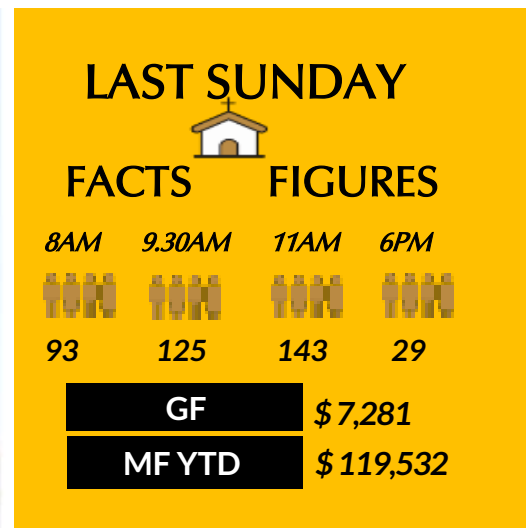 LAST SUNDAY
FACTS FIGURES
8AM 9.30AM 11AM 6PM
93 125 143 29
GF $ 7,281
MF YTD $ 119,532